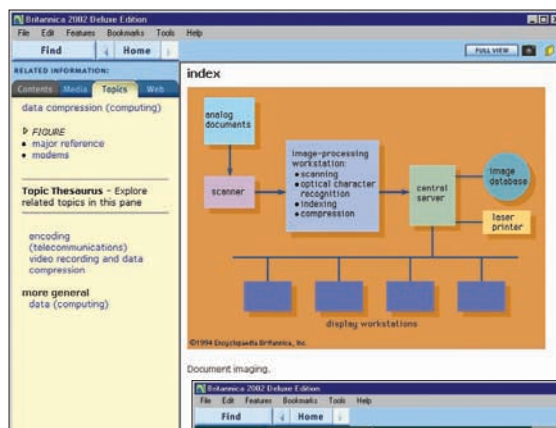 Britannica 2002 Deluxe Edition
File Edit Features Bookmarks Tools Help
Find Home
FULL VIEW
RELATED INFORMATION:
Contents Media Topics Web
data compression (computing)
FIGURE
• major reference
• modems
Topic Thesaurus - Explore
related topics in this pane
encoding
(telecommunications)
video recording and data
compression
more general
data (computing)
index
analog
documents
scanner
image-processing
workstation:
• scanning
• optical character
recognition
• indexing
• compression
central
server
image
database
laser
printer
display workstations
©1994 Encyclopaedia Britannica, Inc.
Document imaging.
Britannica 2002 Deluxe Edition
File Edit Features Bookmarks Tools Help
Find Home